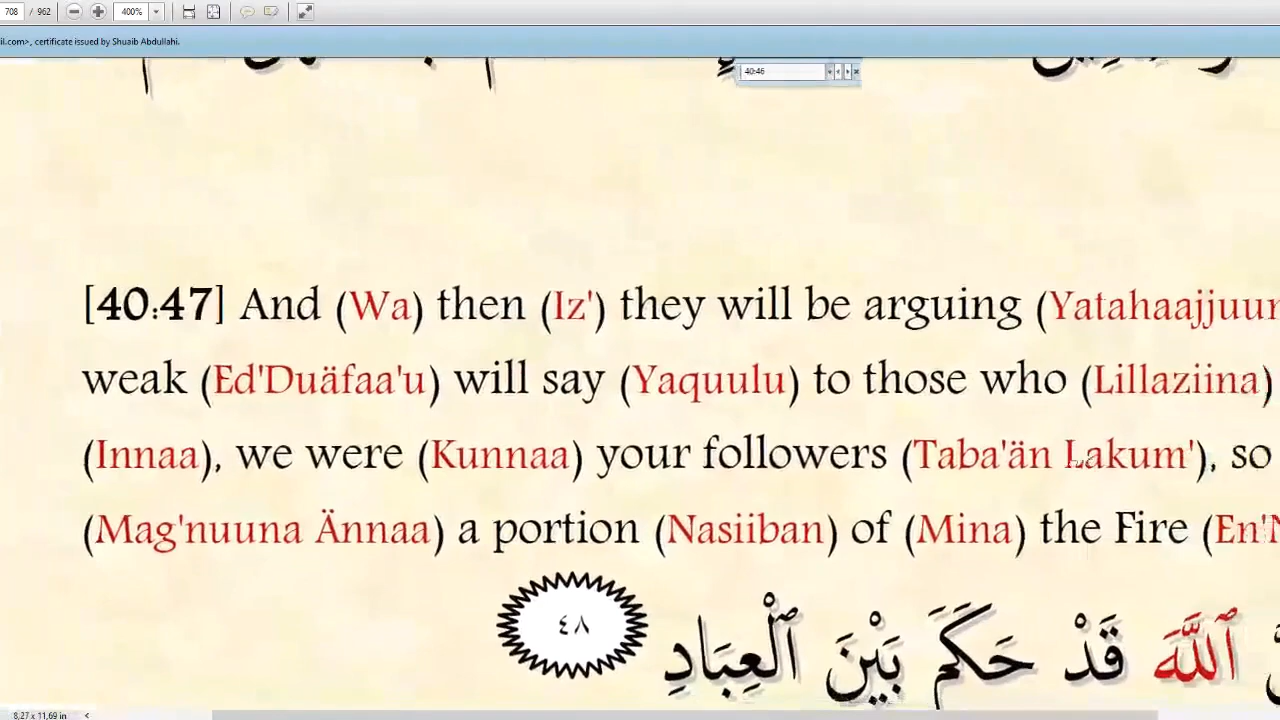 708 / 962 400%
il.com>, certificate issued by Shuaib Abdullahi.
40:46
[40:47] And (Wa) then (Iz') they will be arguing (Yatahaajjuu
weak (Ed'Duäfaa'u) will say (Yaquulu) to those who (Lillaziina)
(Innaa), we were (Kunnaa) your followers (Taba'än Lakum'), so
(Mag'nuuna Ännaa) a portion (Nasiiban) of (Mina) the Fire (En'N
ٱللَّهَ قَدْ حَكَمَ بَيْنَ ٱلْعِبَادِ ٤٨
8,27 x 11,69 in